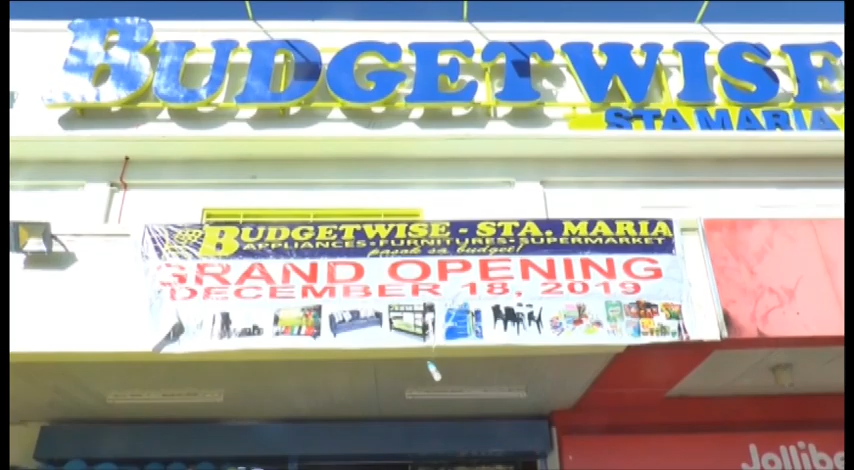 BUDGETWISE
STA. MARIA
BUDGETWISE - STA. MARIA
APPLIANCES•FURNITURES•SUPERMARKET
pasok sa budget!
GRAND OPENING
DECEMBER 18, 2019
Jollibe